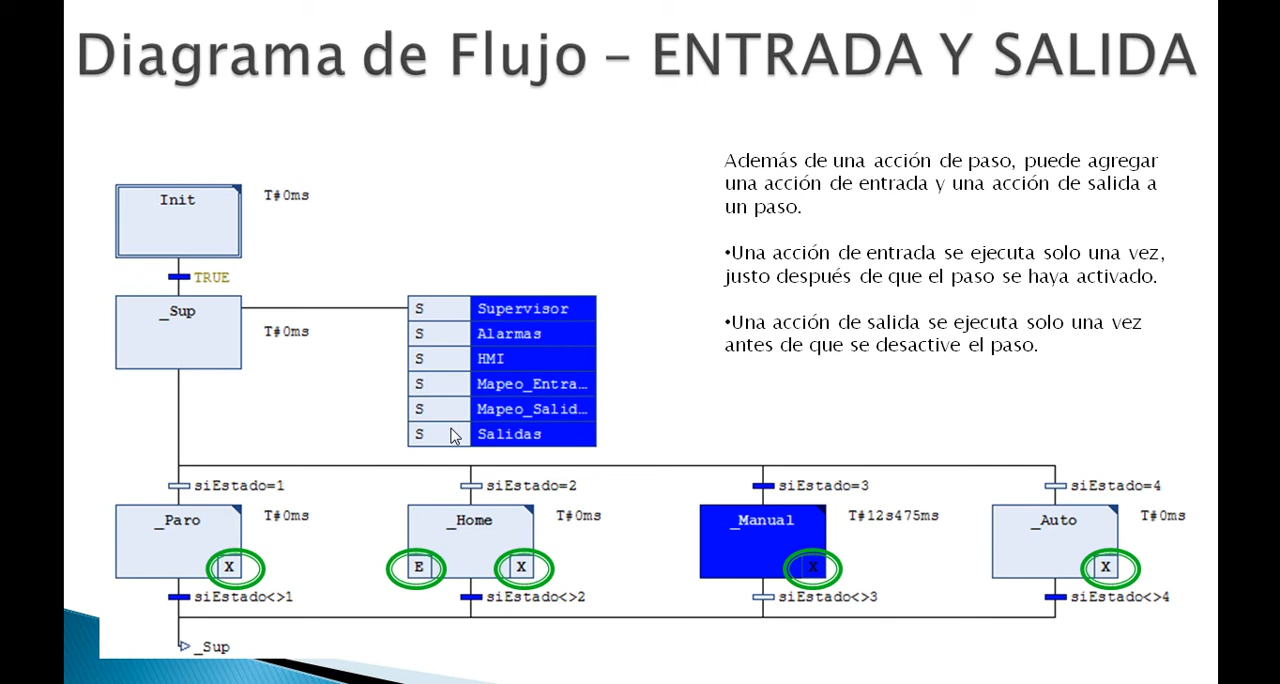 Diagrama de Flujo – ENTRADA Y SALIDA
Además de una acción de paso, puede agregar
una acción de entrada y una acción de salida a
un paso.
•Una acción de entrada se ejecuta solo una vez,
justo después de que el paso se haya activado.
•Una acción de salida se ejecuta solo una vez
antes de que se desactive el paso.
Init
T#0ms
TRUE
_Sup
T#0ms
S Supervisor
S Alarmas
S HMI
S Mapeo_Entra…
S Mapeo_Salid…
S Salidas
siEstado=1 siEstado=2 siEstado=3 siEstado=4
_Paro T#0ms _Home T#0ms _Manual T#12s475ms _Auto T#0ms
X E X X X
siEstado<>1 siEstado<>2 siEstado<>3 siEstado<>4
_Sup